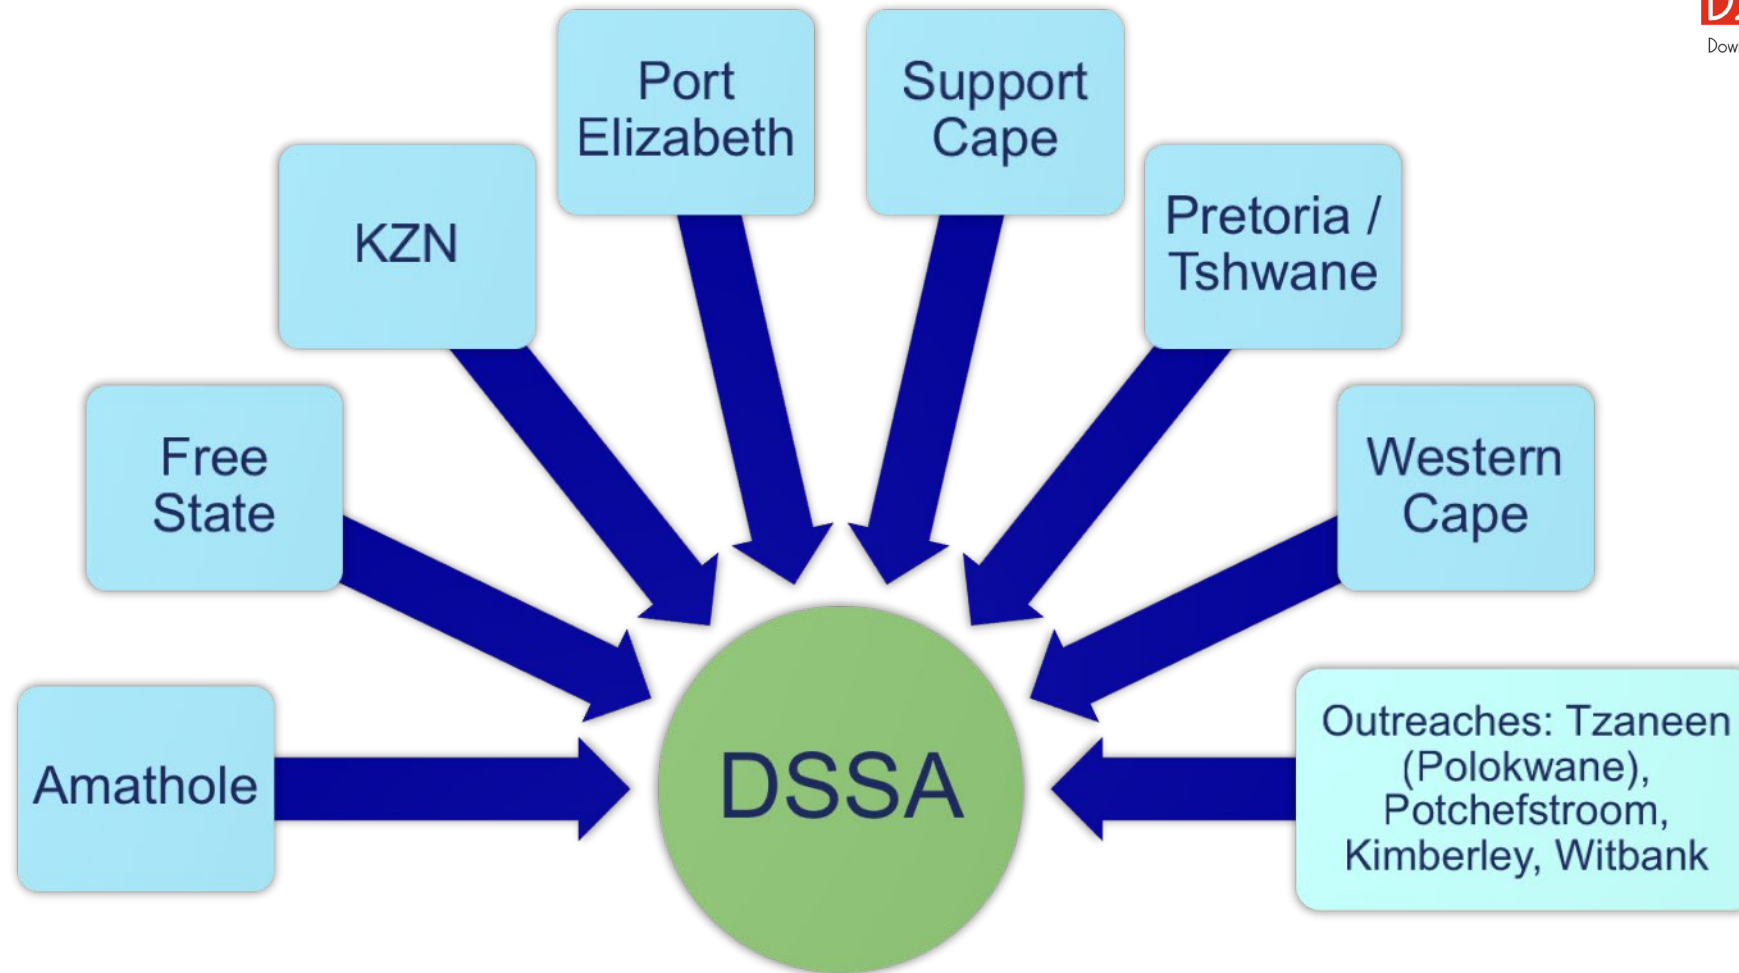 Port
Elizabeth
Support
Cape
KZN
Pretoria /
Tshwane
Free
State
Western
Cape
Amathole
DSSA
Outreaches: Tzaneen
(Polokwane),
Potchefstroom,
Kimberley, Witbank